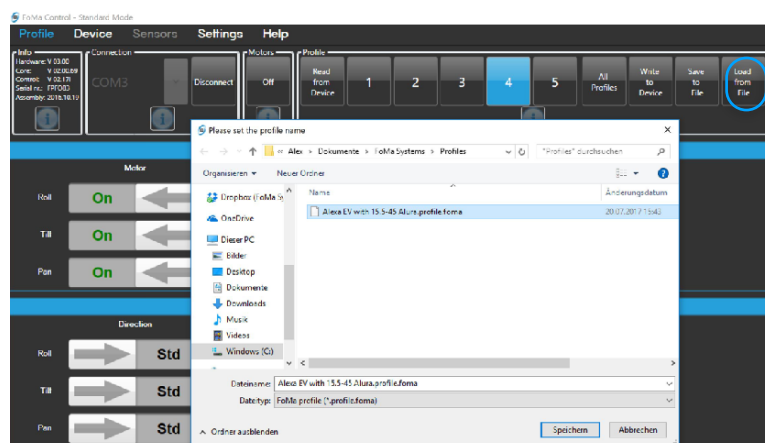 FoMa Control - Standard Mode
Profile Device Sensors Settings Help
Info Connection Motors Profile
Hardware: V 03.00
Core: V 02.00.69
Control: V 02.17i
Serial nr.: FPF003
Assembly: 2016.10.19
COM3
Disconnect
Off
Read from Device
1 2 3 4 5
All Profiles
Write to Device
Save to File
Load from File
Please set the profile name
« Alex › Dokumente › FoMa Systems › Profiles
"Profiles" durchsuchen
Organisieren Neuer Ordner
Name Änderungsdatum
Alexa EV with 15.5-45 Alura.profile.foma 20.07.2017 15:43
Dropbox (FoMa Sy
OneDrive
Dieser PC
Bilder
Desktop
Dokumente
Downloads
Musik
Videos
Windows (C:)
Dateiname: Alexa EV with 15.5-45 Alura.profile.foma
Dateityp: FoMa profile (*.profile.foma)
Ordner ausblenden
Speichern Abbrechen
Motor
Roll On
Tilt On
Pan On
Direction
Roll Std
Tilt Std
Pan Std